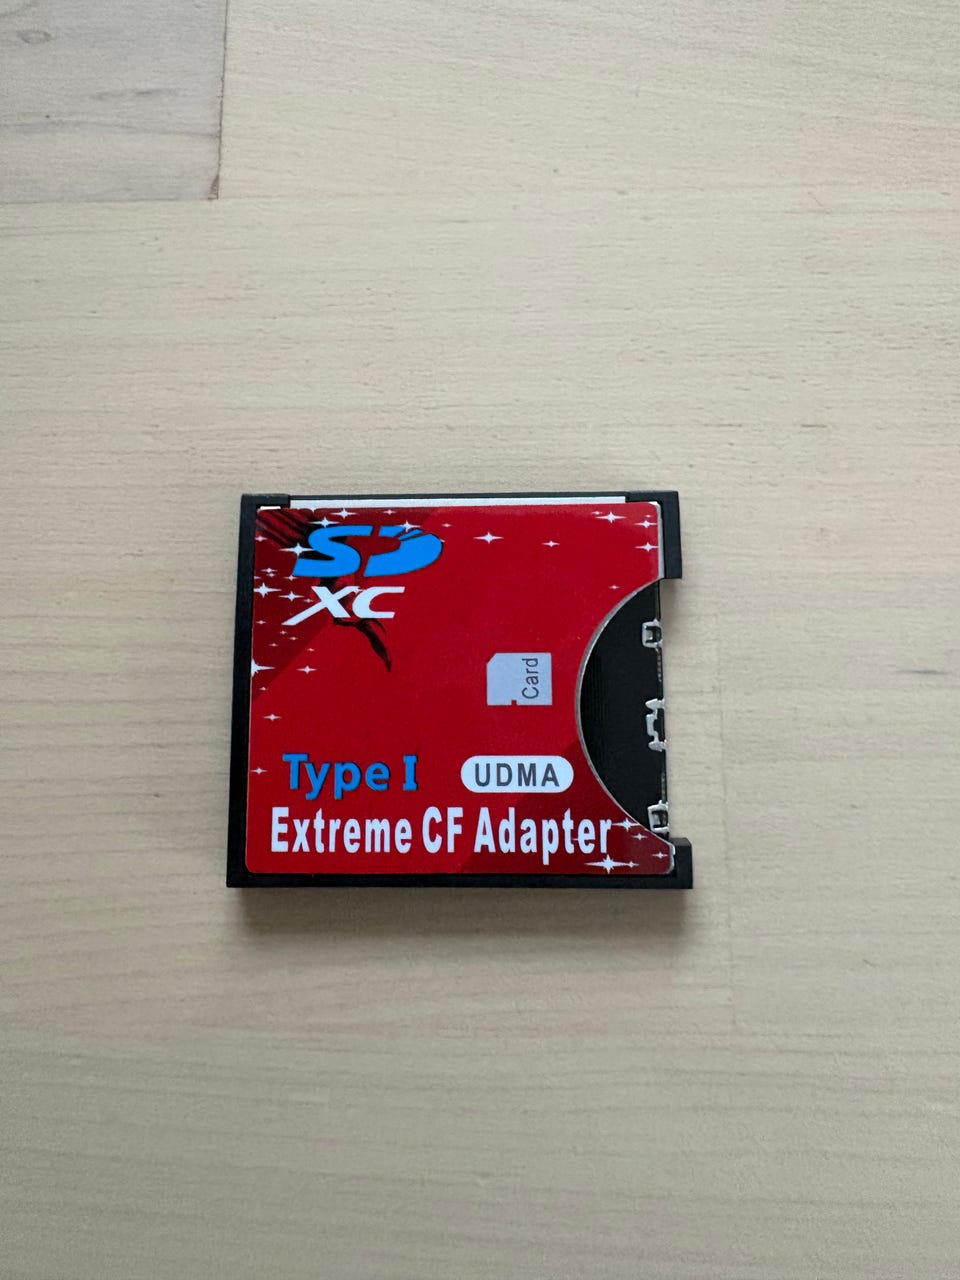 SD
XC
Card
Type I
UDMA
Extreme CF Adapter